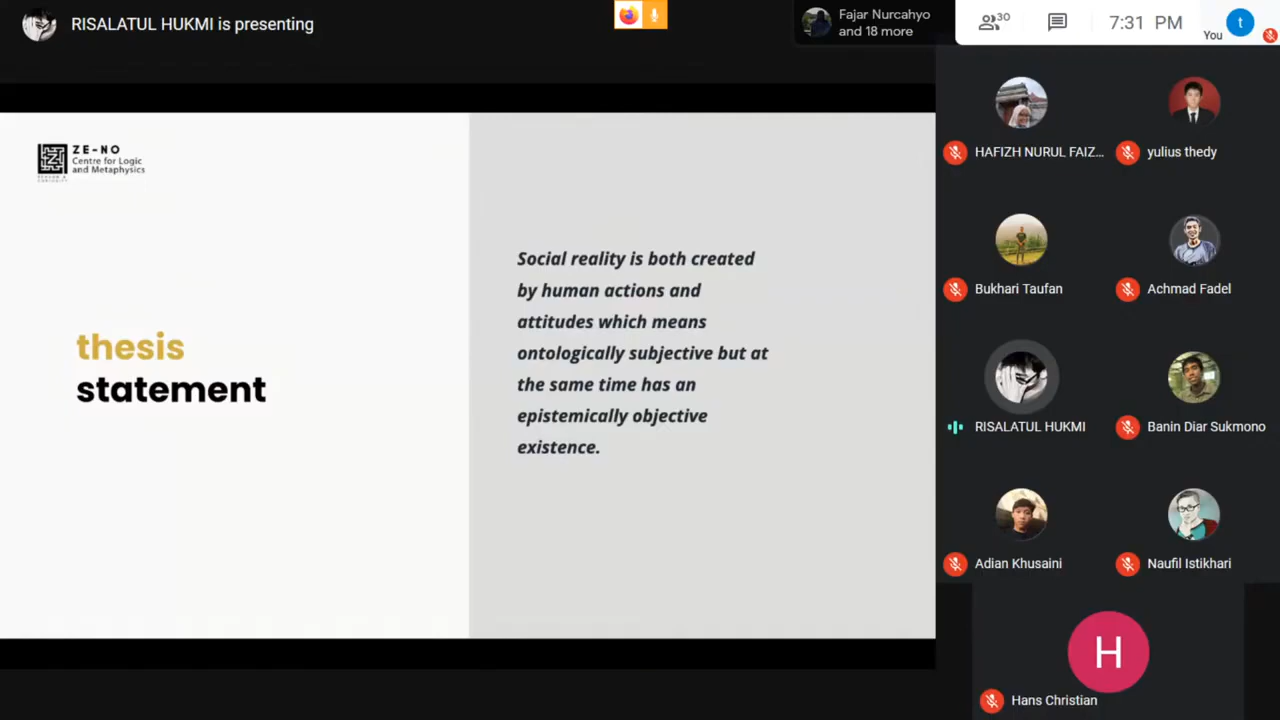 RISALATUL HUKMI is presenting
Fajar Nurcahyo
and 18 more
30
7:31 PM
You
t
ZE-NO
Centre for Logic
and Metaphysics
thesis
statement
Social reality is both created
by human actions and
attitudes which means
ontologically subjective but at
the same time has an
epistemically objective
existence.
HAFIZH NURUL FAIZ...
yulius thedy
Bukhari Taufan
Achmad Fadel
RISALATUL HUKMI
Banin Diar Sukmono
Adian Khusaini
Naufil Istikhari
H
Hans Christian